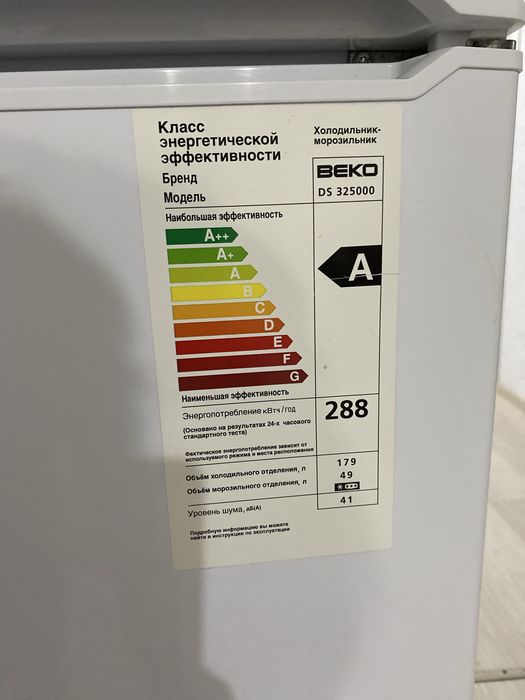 Класс
энергетической
эффективности
Холодильник-
морозильник
Бренд
BEKO
Модель
DS 325000
Наибольшая эффективность
A++
A+
A
B
C
D
E
F
G
A
Наименьшая эффективность
Энергопотребление кВтч/год
288
(Основано на результатах 24-х часового
стандартного теста)
Фактическое энергопотребление зависит от
используемого режима и места расположения
Объём холодильного отделения, л
179
Объём морозильного отделения, л
49
Уровень шума, дБ(А)
41
Подробную информацию вы можете
найти в инструкции по эксплуатации